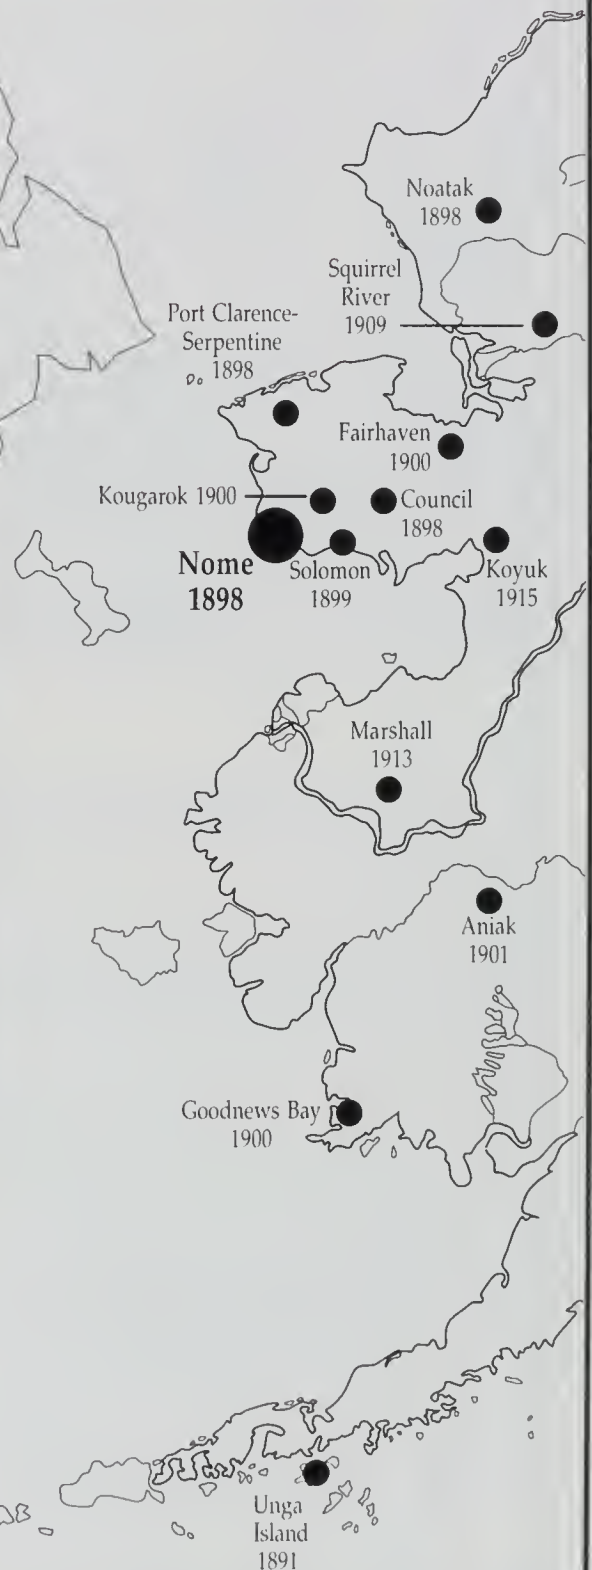 Noatak
1898
Squirrel
River
1909
Port Clarence-
Serpentine
1898
Fairhaven
1900
Kougarok 1900
Council
1898
Nome
1898
Solomon
1899
Koyuk
1915
Marshall
1913
Aniak
1901
Goodnews Bay
1900
Unga
Island
1891